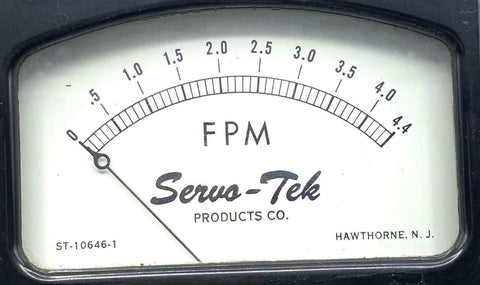 0 .5 1.0 1.5 2.0 2.5 3.0 3.5 4.0 4.4
FPM
Servo-Tek
PRODUCTS CO.
ST-10646-1 HAWTHORNE, N. J.